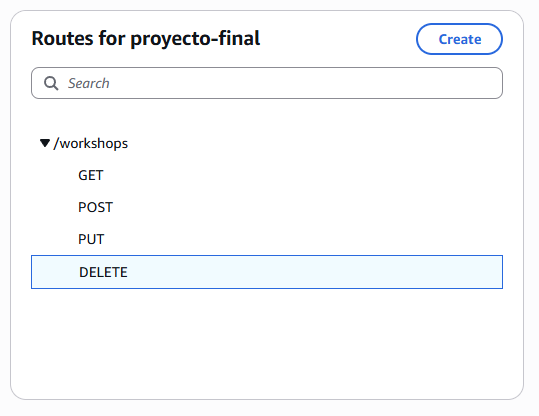 Routes for proyecto-final
Create
Search
/workshops
GET
POST
PUT
DELETE